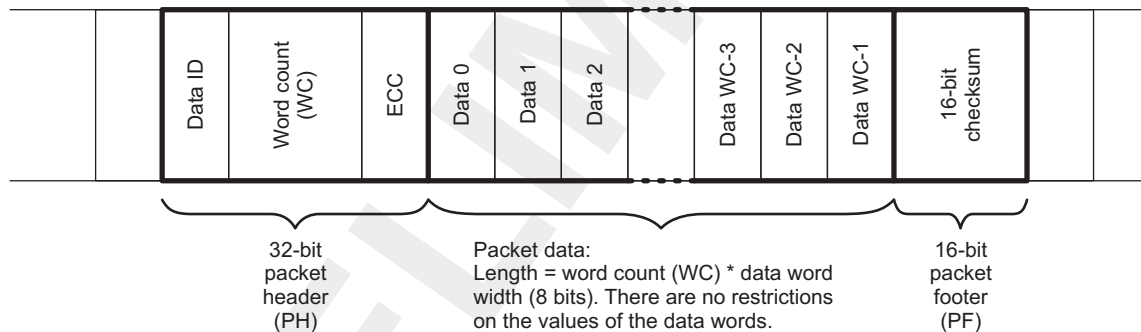 Data ID
Word count
(WC)
ECC
Data 0
Data 1
Data 2
Data WC-3
Data WC-2
Data WC-1
16-bit
checksum
32-bit
packet
header
(PH)
Packet data:
Length = word count (WC) * data word
width (8 bits). There are no restrictions
on the values of the data words.
16-bit
packet
footer
(PF)